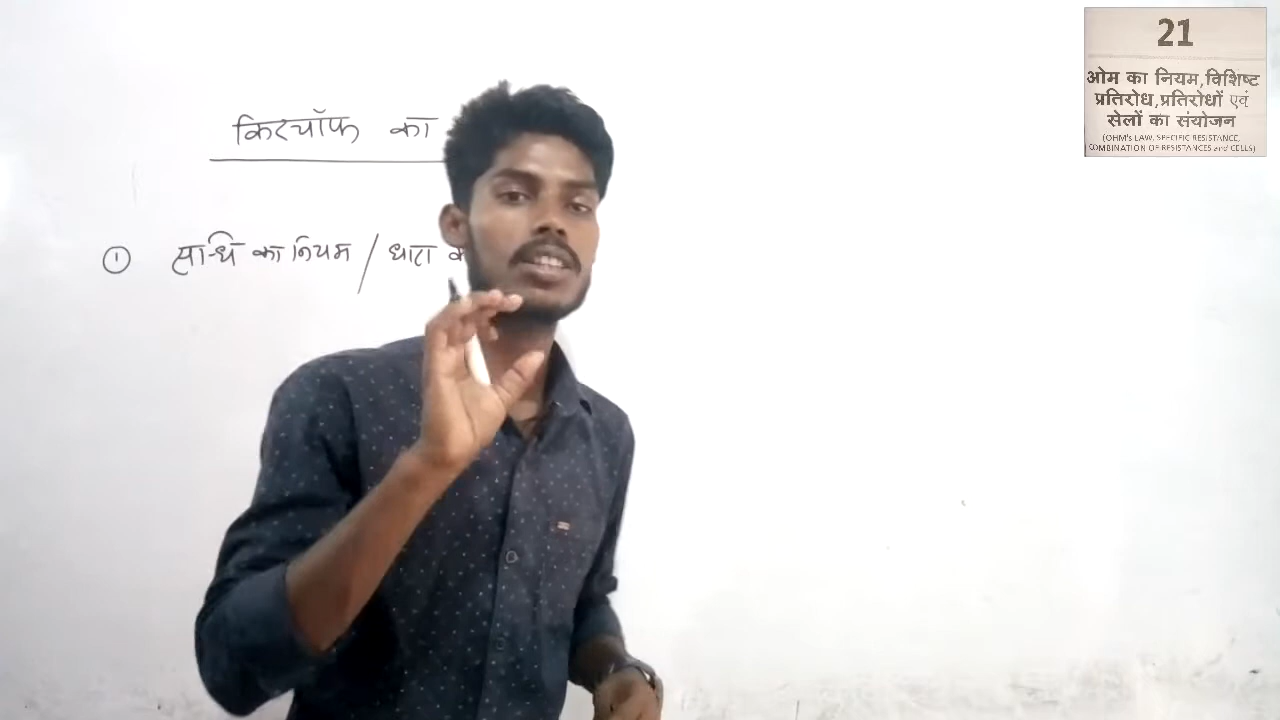 किरचॉफ का
① सन्धि का नियम / धारा
21
ओम का नियम,विशिष्ट
प्रतिरोध,प्रतिरोधों एवं
सेलों का संयोजन
(OHM's LAW, SPECIFIC RESISTANCE,
COMBINATION OF RESISTANCES and CELLS)